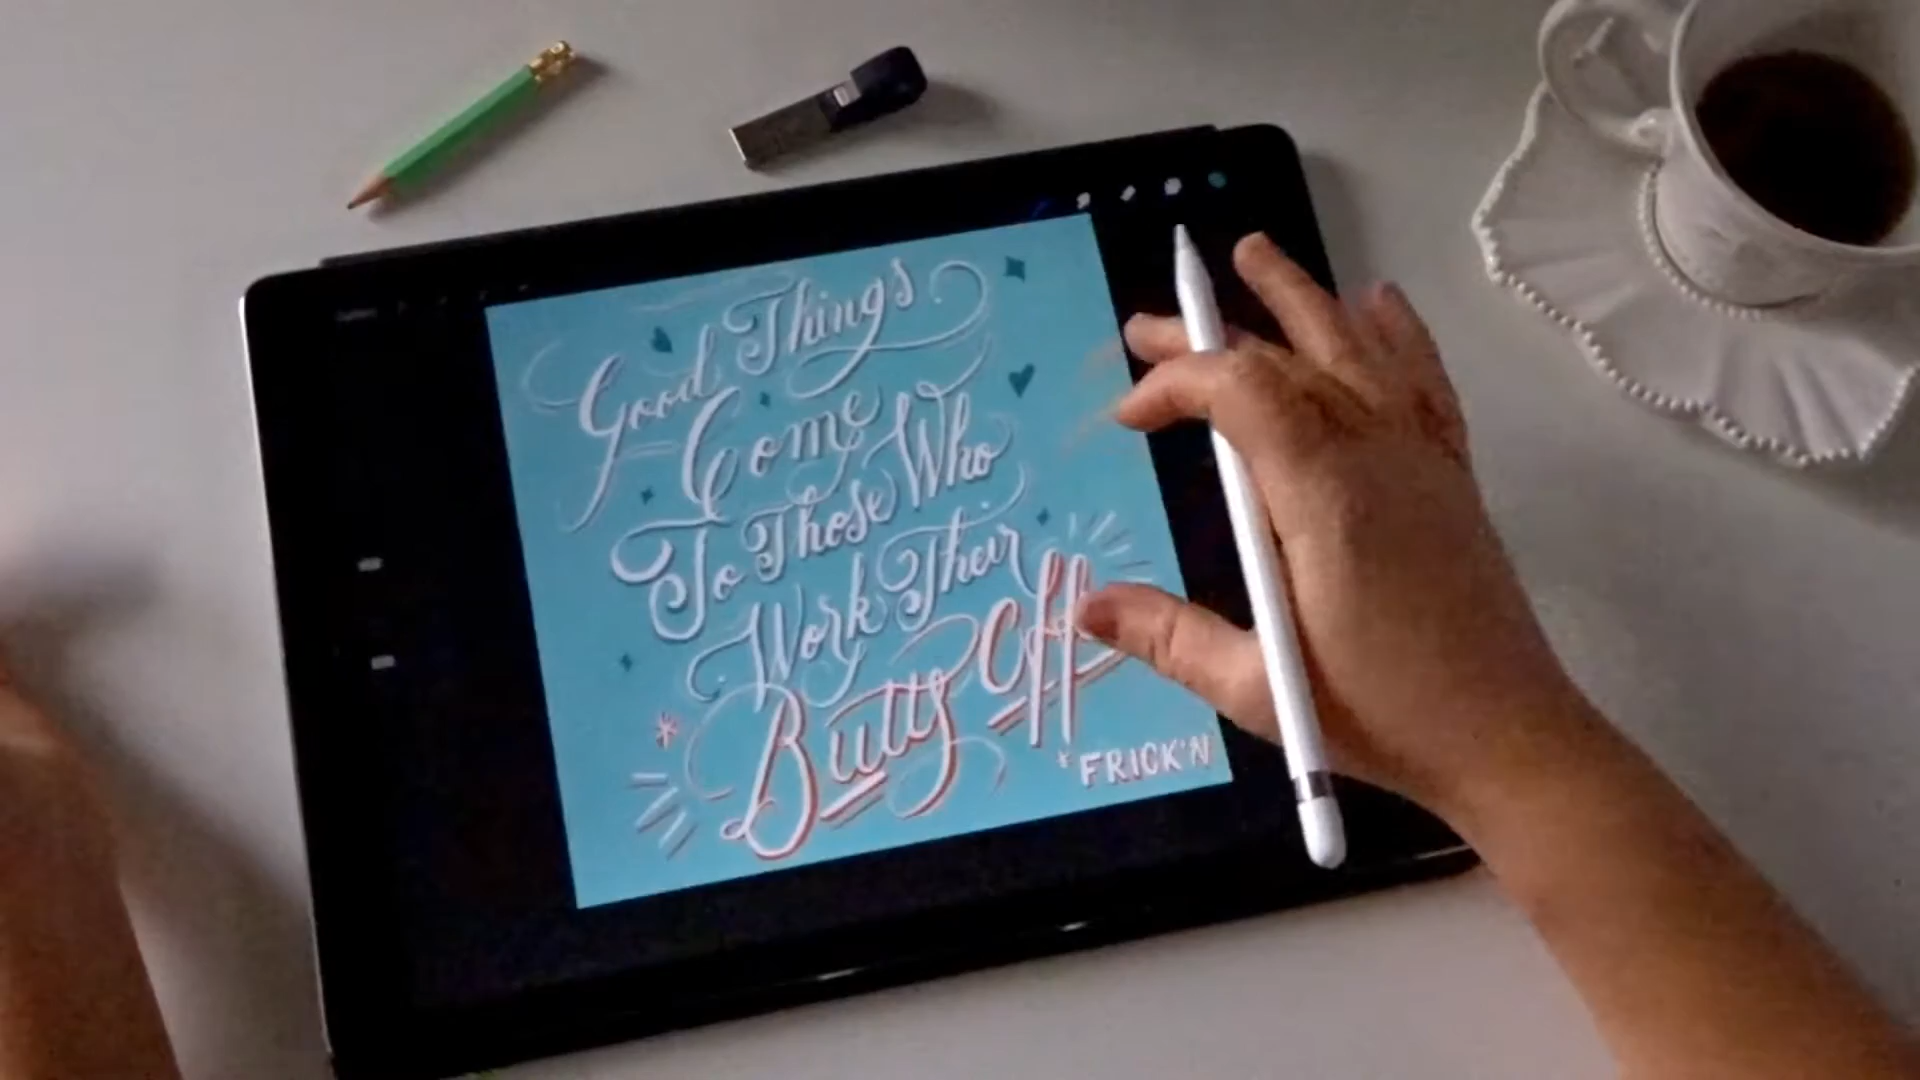 Good Things
Come
To Those Who
Work Their
*Butts Off
*FRICK'N